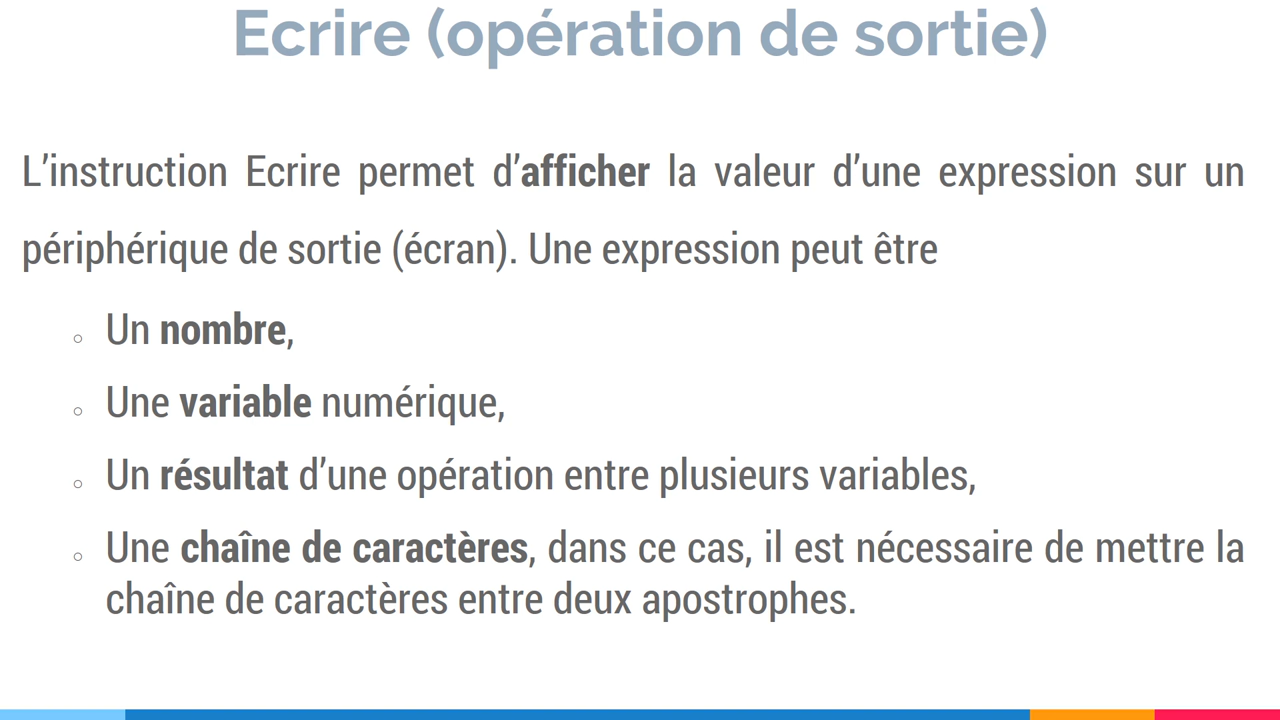 Ecrire (opération de sortie)
L’instruction Ecrire permet d’afficher la valeur d’une expression sur un
périphérique de sortie (écran). Une expression peut être
○ Un nombre,
○ Une variable numérique,
○ Un résultat d’une opération entre plusieurs variables,
○ Une chaîne de caractères, dans ce cas, il est nécessaire de mettre la
chaîne de caractères entre deux apostrophes.